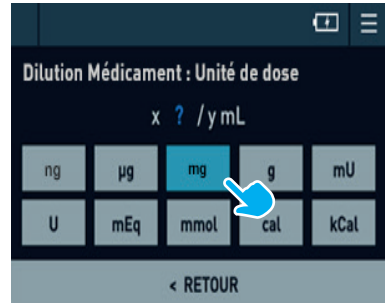 Dilution Médicament : Unité de dose
x ? / y mL
ng µg mg g mU
U mEq mmol cal kCal
< RETOUR